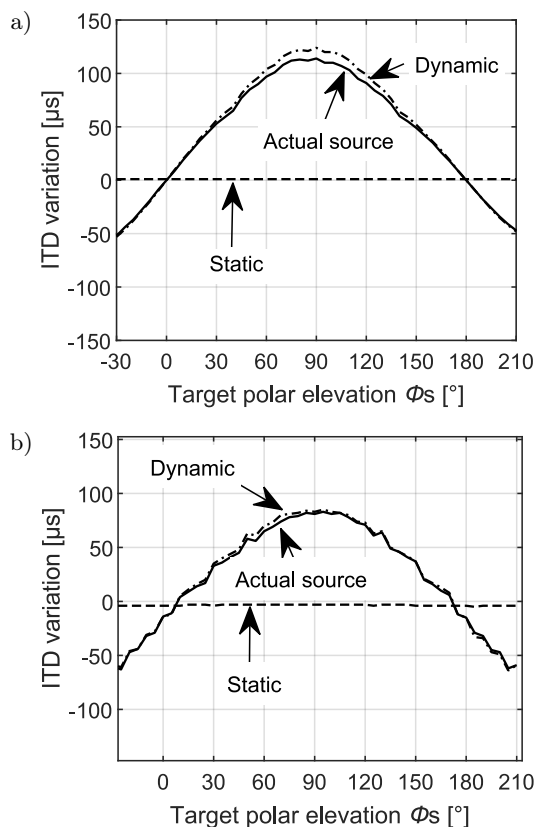 a)
150
100
50
0
-50
-100
-150
ITD variation [µs]
Dynamic
Actual source
Static
-30 0 30 60 90 120 150 180 210
Target polar elevation Φs [°]
b)
150
100
50
0
-50
-100
ITD variation [µs]
Dynamic
Actual source
Static
0 30 60 90 120 150 180 210
Target polar elevation Φs [°]